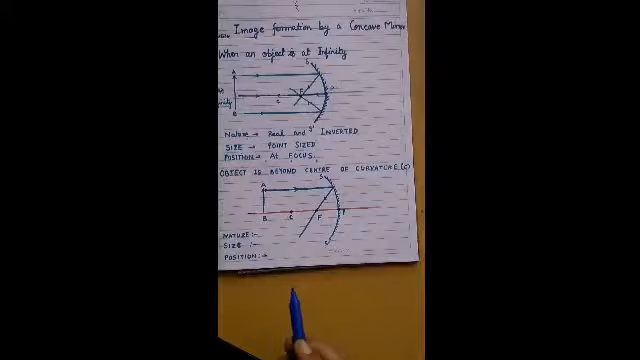 Image formation by a Concave Mirror
When an object is at Infinity
A
S
F
C
B
Nature → Real and INVERTED
SIZE → POINT SIZED
POSITION → At FOCUS.
OBJECT IS BEYOND CENTRE OF CURVATURE (C)
S
A
B
C
F
P
NATURE :-
SIZE :-
POSITION :-